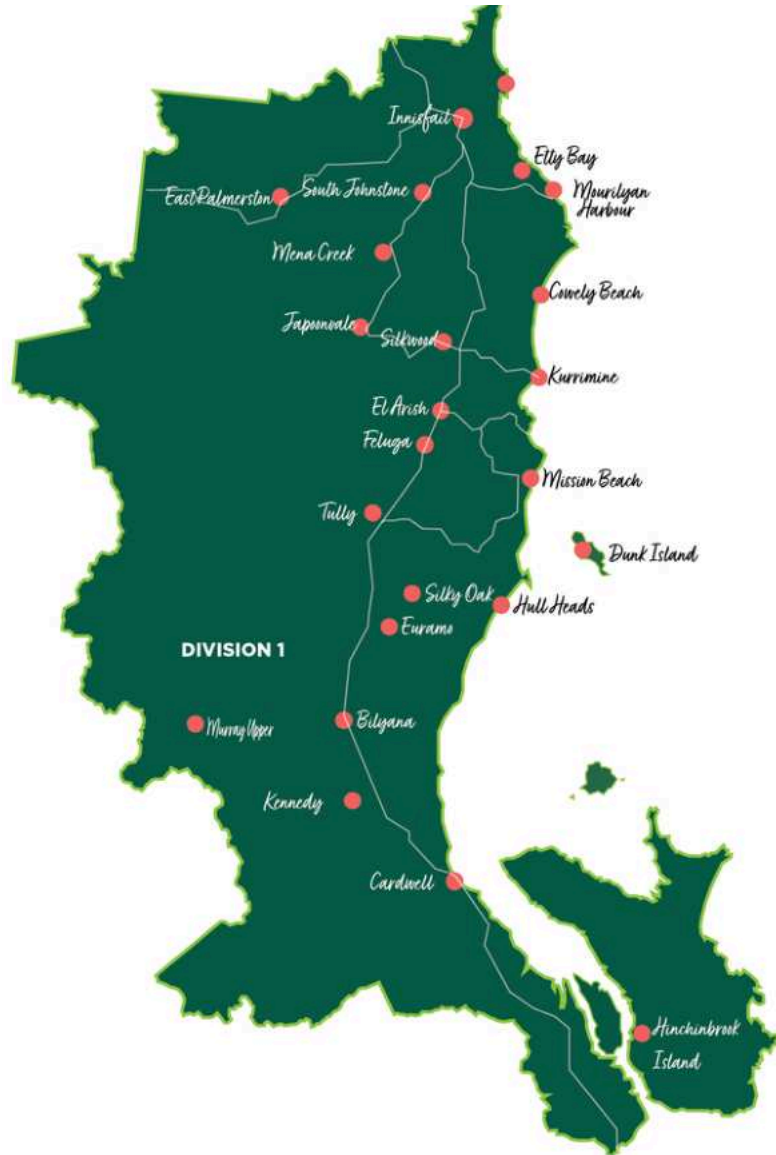 Innisfail
Etty Bay
East Palmerston
South Johnstone
Mourilyan
Harbour
Mena Creek
Cowely Beach
Japoonvale
Silkwood
Kurrimine
El Arish
Feluga
Mission Beach
Tully
Dunk Island
Silky Oak
Hull Heads
Euramo
DIVISION 1
Murray Upper
Bilyana
Kennedy
Cardwell
Hinchinbrook
Island